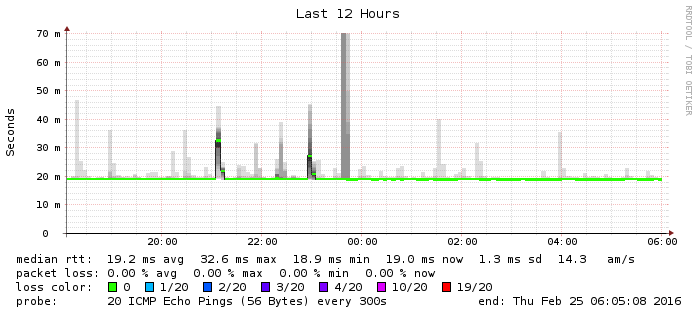 Last 12 Hours
RRDTOOL / TOBI OETIKER
Seconds
70 m
60 m
50 m
40 m
30 m
20 m
10 m
0
20:00 22:00 00:00 02:00 04:00 06:00
median rtt: 19.2 ms avg 32.6 ms max 18.9 ms min 19.0 ms now 1.3 ms sd 14.3 am/s
packet loss: 0.00 % avg 0.00 % max 0.00 % min 0.00 % now
loss color: 0 1/20 2/20 3/20 4/20 10/20 19/20
probe: 20 ICMP Echo Pings (56 Bytes) every 300s end: Thu Feb 25 06:05:08 2016